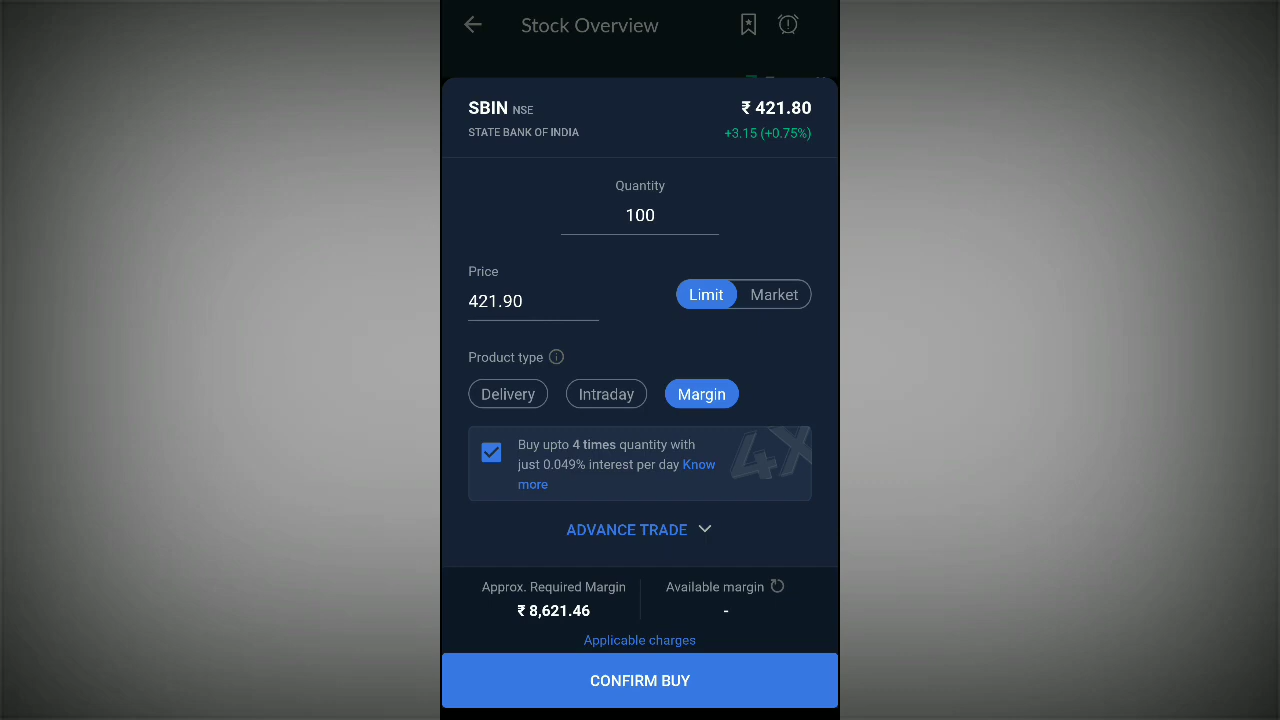 Stock Overview
SBIN NSE
₹ 421.80
STATE BANK OF INDIA
+3.15 (+0.75%)
Quantity
100
Price
421.90
Limit
Market
Product type
Delivery
Intraday
Margin
Buy upto 4 times quantity with
just 0.049% interest per day Know
more
4X
ADVANCE TRADE
Approx. Required Margin
₹ 8,621.46
Available margin
-
Applicable charges
CONFIRM BUY